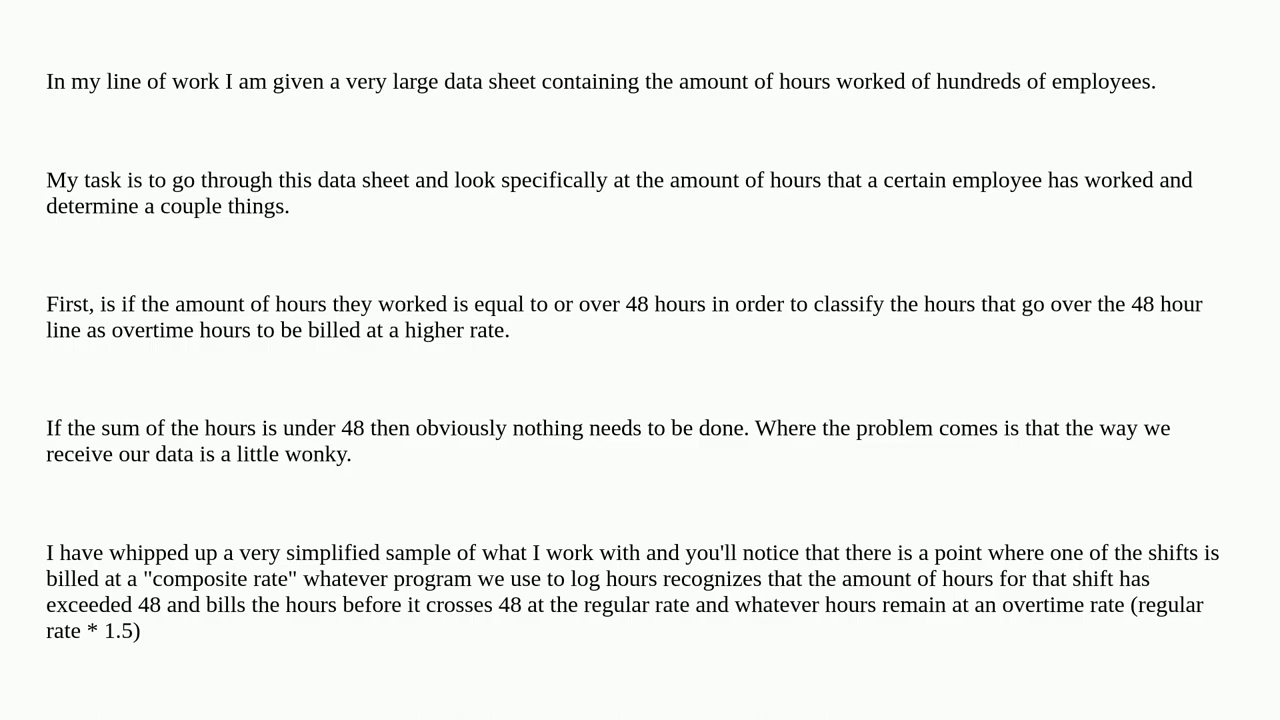 In my line of work I am given a very large data sheet containing the amount of hours worked of hundreds of employees.
My task is to go through this data sheet and look specifically at the amount of hours that a certain employee has worked and
determine a couple things.
First, is if the amount of hours they worked is equal to or over 48 hours in order to classify the hours that go over the 48 hour
line as overtime hours to be billed at a higher rate.
If the sum of the hours is under 48 then obviously nothing needs to be done. Where the problem comes is that the way we
receive our data is a little wonky.
I have whipped up a very simplified sample of what I work with and you'll notice that there is a point where one of the shifts is
billed at a "composite rate" whatever program we use to log hours recognizes that the amount of hours for that shift has
exceeded 48 and bills the hours before it crosses 48 at the regular rate and whatever hours remain at an overtime rate (regular
rate * 1.5)